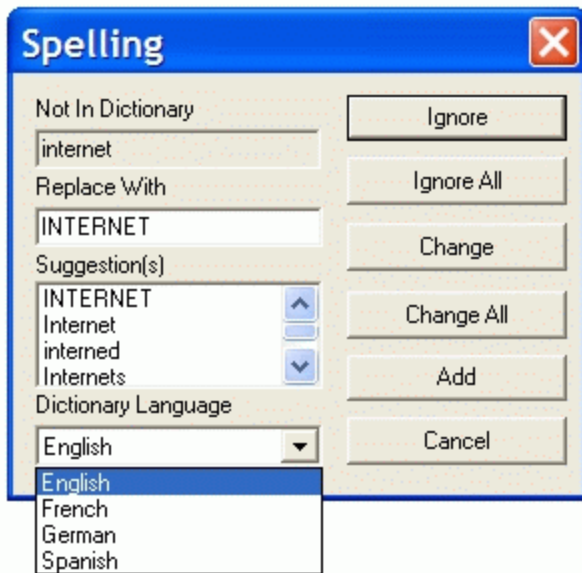 Spelling
Not In Dictionary
internet
Replace With
INTERNET
Suggestion(s)
INTERNET
Internet
interned
Internets
Dictionary Language
English
English
French
German
Spanish
Ignore
Ignore All
Change
Change All
Add
Cancel